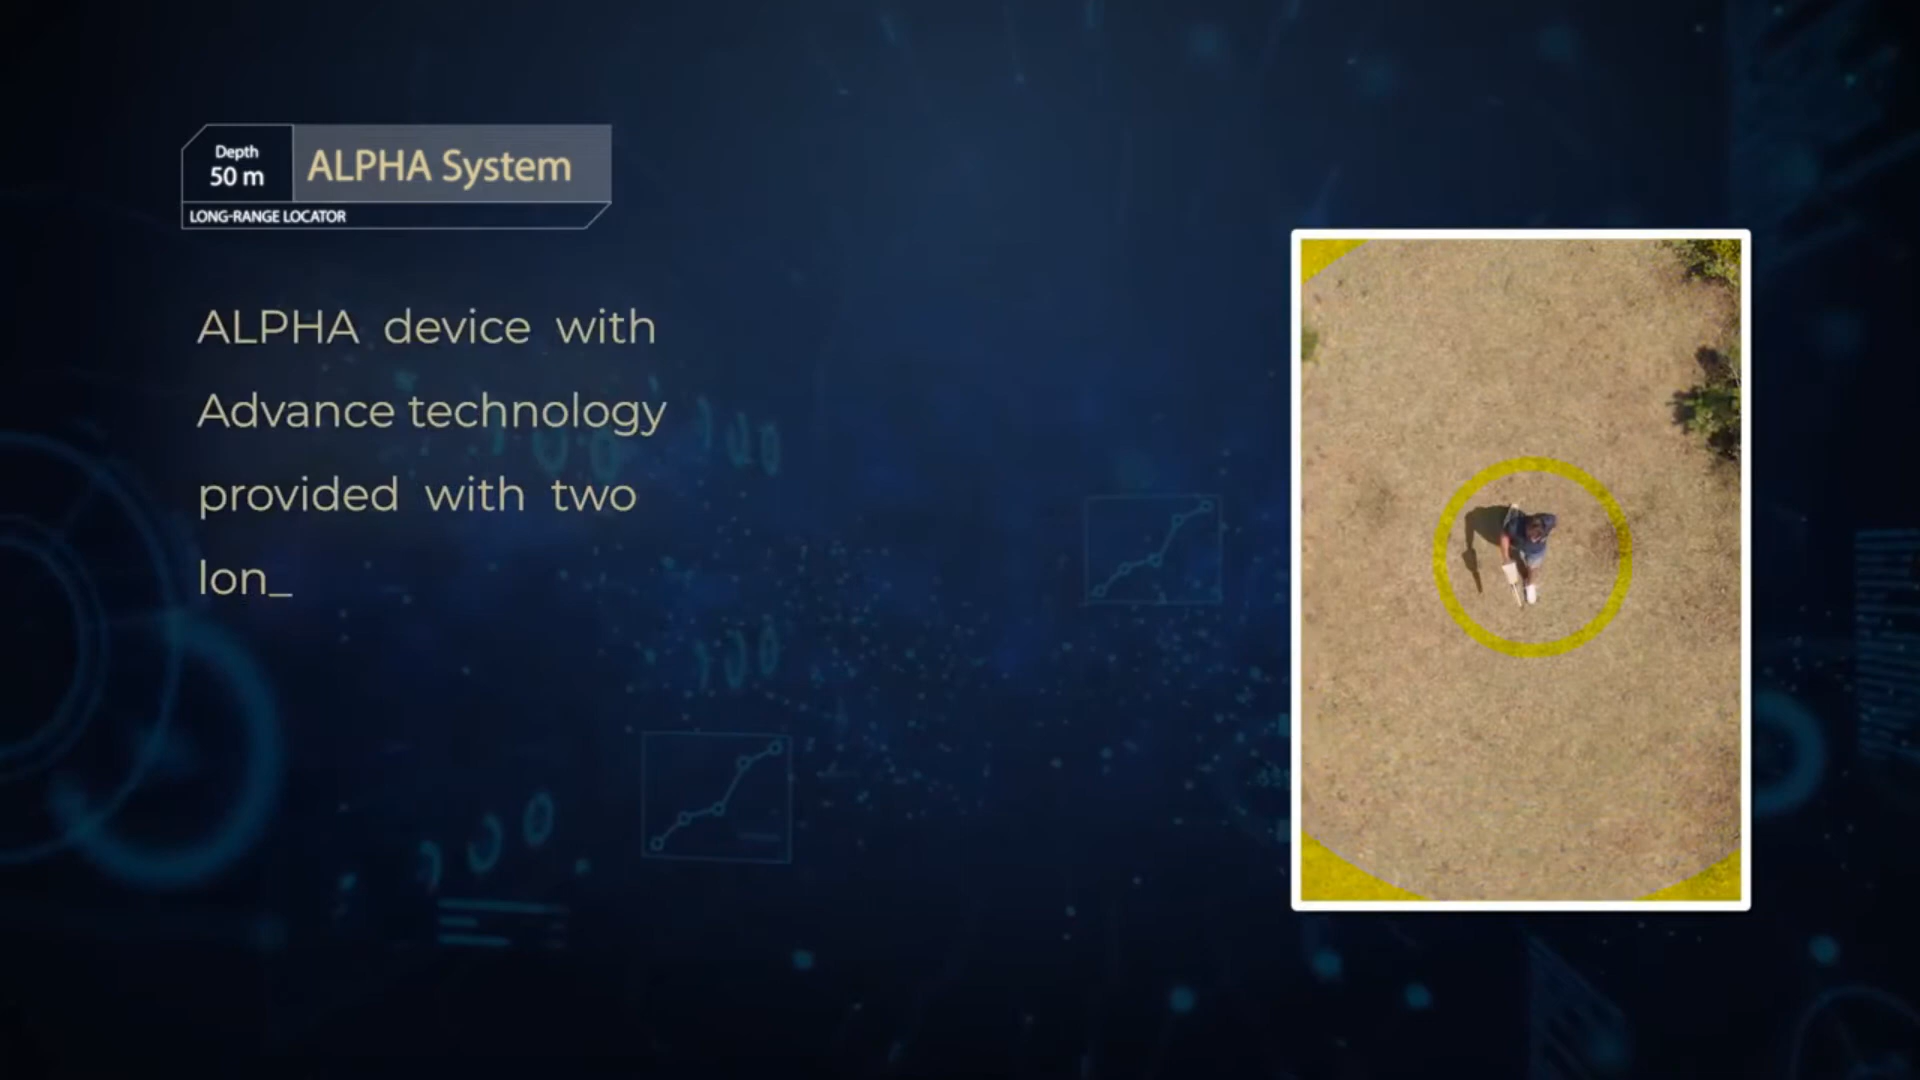 Depth
50 m
ALPHA System
LONG-RANGE LOCATOR
ALPHA device with
Advance technology
provided with two
lon_